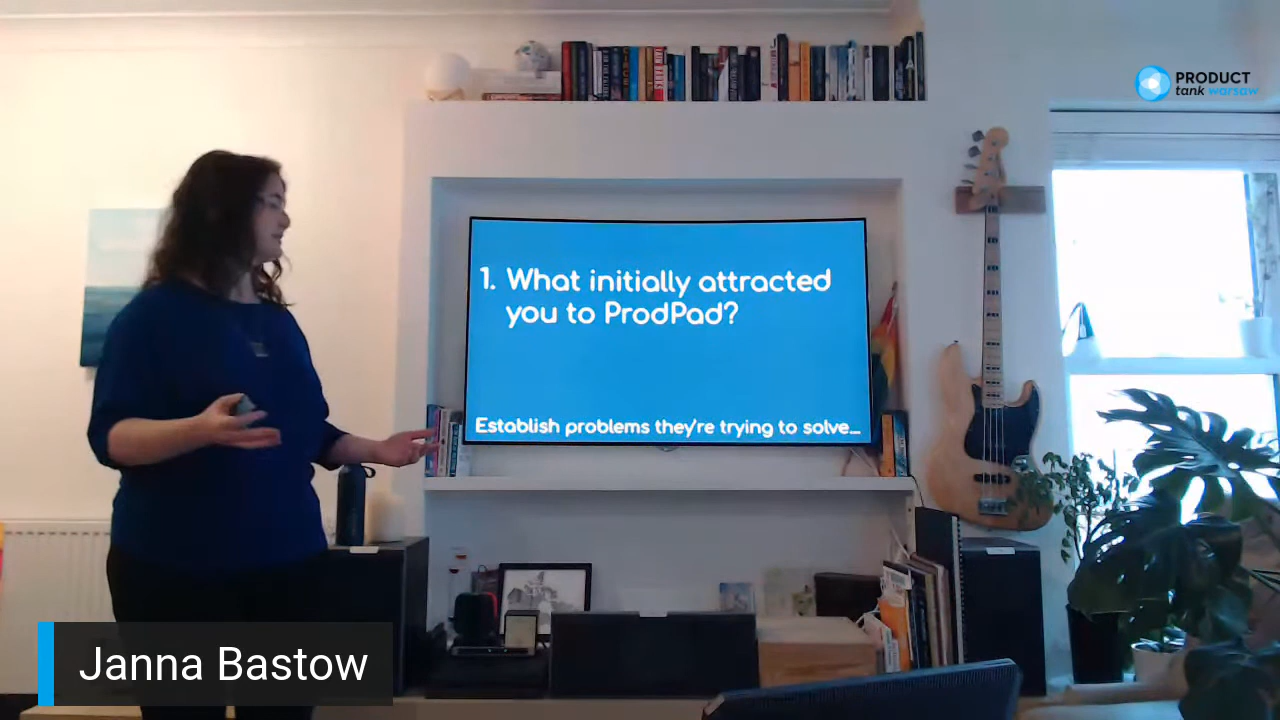 PRODUCT
tank warsaw
1. What initially attracted
you to ProdPad?
Establish problems they're trying to solve...
Janna Bastow